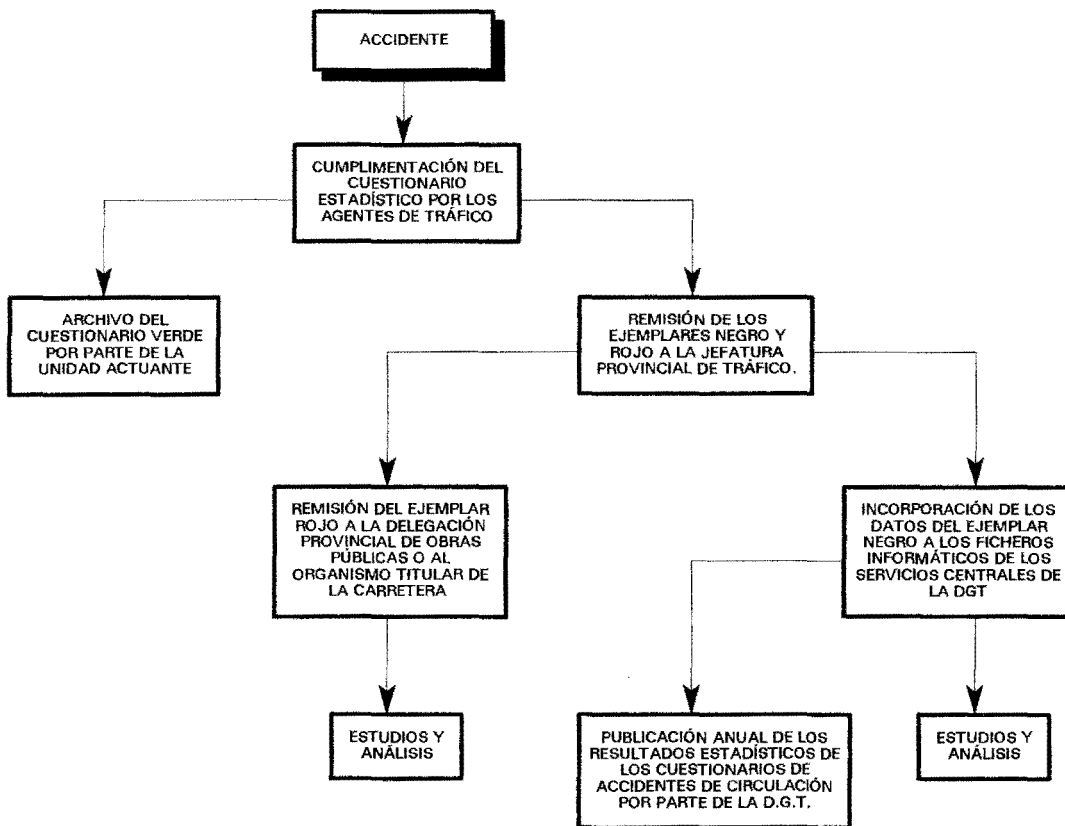 ACCIDENTE
CUMPLIMENTACIÓN DEL
CUESTIONARIO
ESTADÍSTICO POR LOS
AGENTES DE TRÁFICO
ARCHIVO DEL
CUESTIONARIO VERDE
POR PARTE DE LA
UNIDAD ACTUANTE
REMISIÓN DE LOS
EJEMPLARES NEGRO Y
ROJO A LA JEFATURA
PROVINCIAL DE TRÁFICO.
REMISIÓN DEL EJEMPLAR
ROJO A LA DELEGACIÓN
PROVINCIAL DE OBRAS
PÚBLICAS O AL
ORGANISMO TITULAR DE
LA CARRETERA
INCORPORACIÓN DE LOS
DATOS DEL EJEMPLAR
NEGRO A LOS FICHEROS
INFORMÁTICOS DE LOS
SERVICIOS CENTRALES DE
LA DGT
ESTUDIOS Y
ANÁLISIS
PUBLICACIÓN ANUAL DE LOS
RESULTADOS ESTADÍSTICOS DE
LOS CUESTIONARIOS DE
ACCIDENTES DE CIRCULACIÓN
POR PARTE DE LA D.G.T.
ESTUDIOS Y
ANÁLISIS